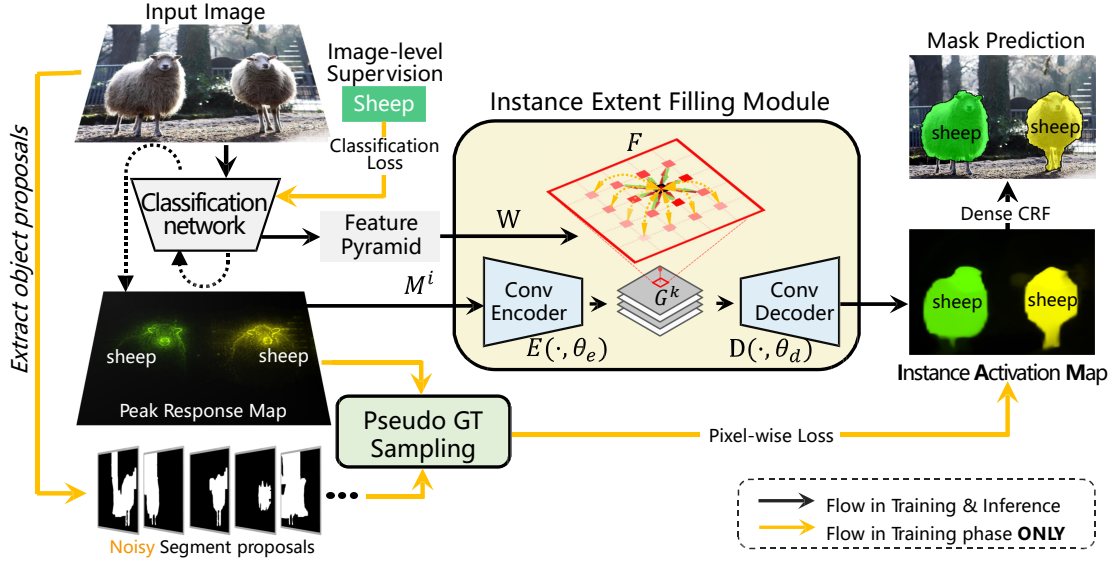 Input Image
Image-level
Supervision
Sheep
Classification
Loss
Extract object proposals
Classification
network
Feature
Pyramid
W
M^i
Instance Extent Filling Module
F
Conv
Encoder
E(·, θ_e)
G^k
Conv
Decoder
D(·, θ_d)
Mask Prediction
sheep
sheep
Dense CRF
sheep
sheep
Instance Activation Map
sheep
sheep
Peak Response Map
Pseudo GT
Sampling
Pixel-wise Loss
Noisy Segment proposals
Flow in Training & Inference
Flow in Training phase ONLY